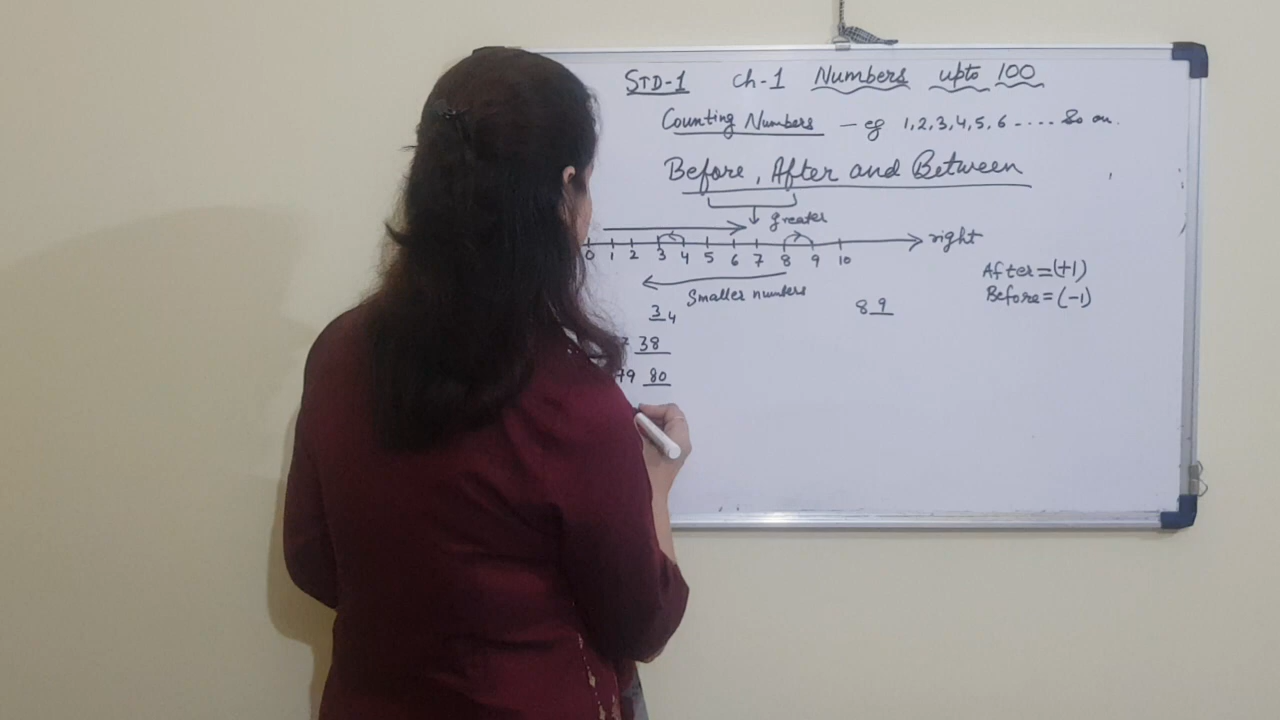 STD-1 Ch-1 Numbers upto 100
Counting Numbers — eg 1,2,3,4,5,6 ---- So on.
Before, After and Between
greater
0 1 2 3 4 5 6 7 8 9 10 right
After = (+1)
Smaller numbers
Before = (-1)
3 4
8 9
38
79 80